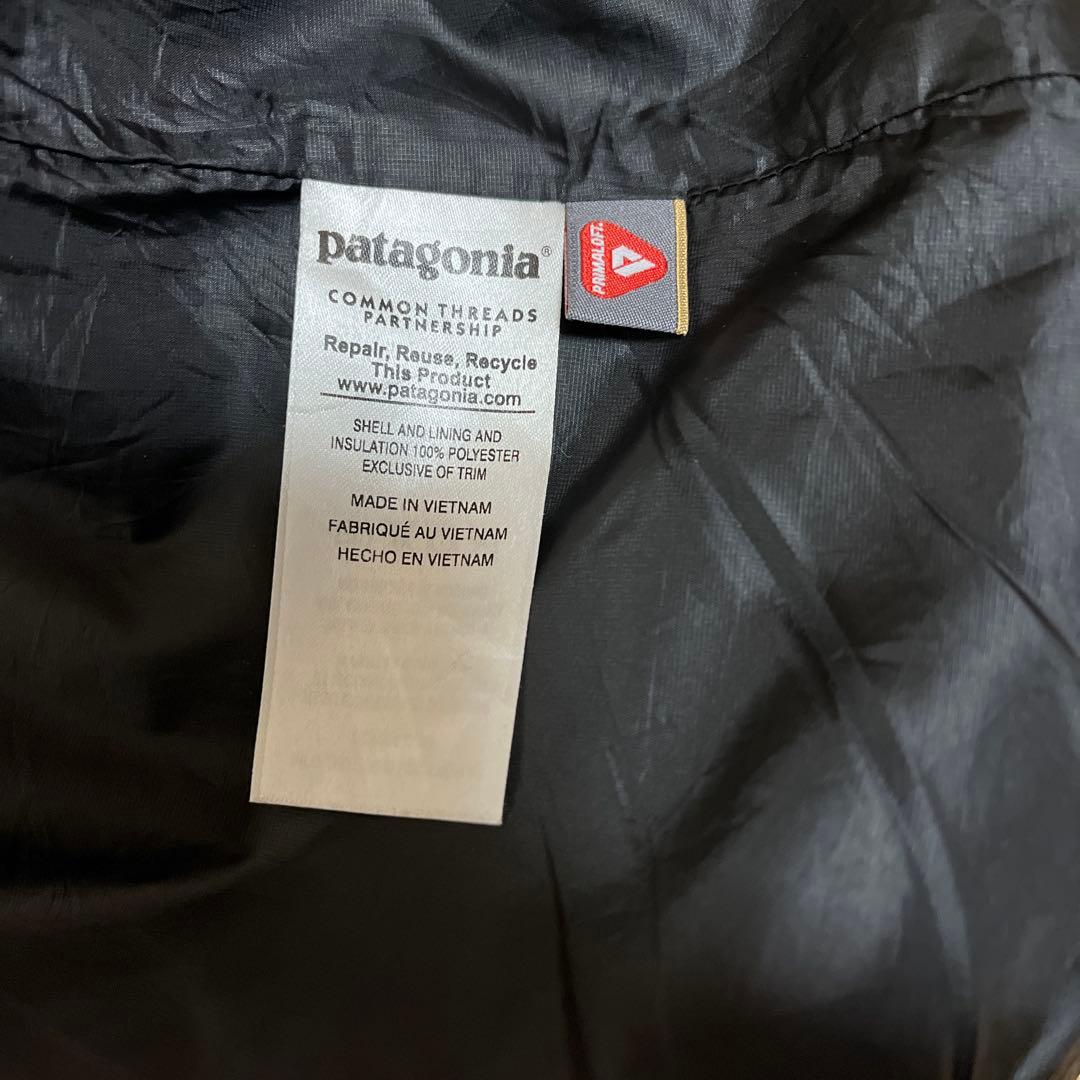 patagonia®
COMMON THREADS
PARTNERSHIP
Repair, Reuse, Recycle
This Product
www.patagonia.com
SHELL AND LINING AND
INSULATION 100% POLYESTER
EXCLUSIVE OF TRIM
MADE IN VIETNAM
FABRIQUÉ AU VIETNAM
HECHO EN VIETNAM
PRIMALOFT.